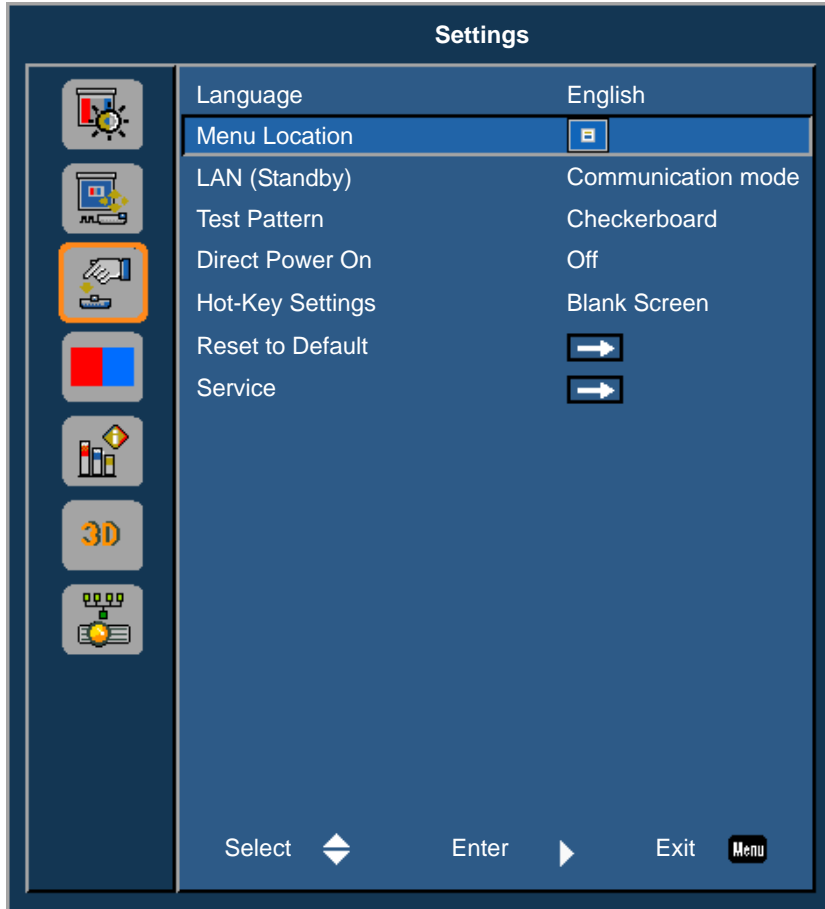 Settings
Language English
Menu Location
LAN (Standby) Communication mode
Test Pattern Checkerboard
Direct Power On Off
Hot-Key Settings Blank Screen
Reset to Default
Service
3D
Select Enter Exit Menu